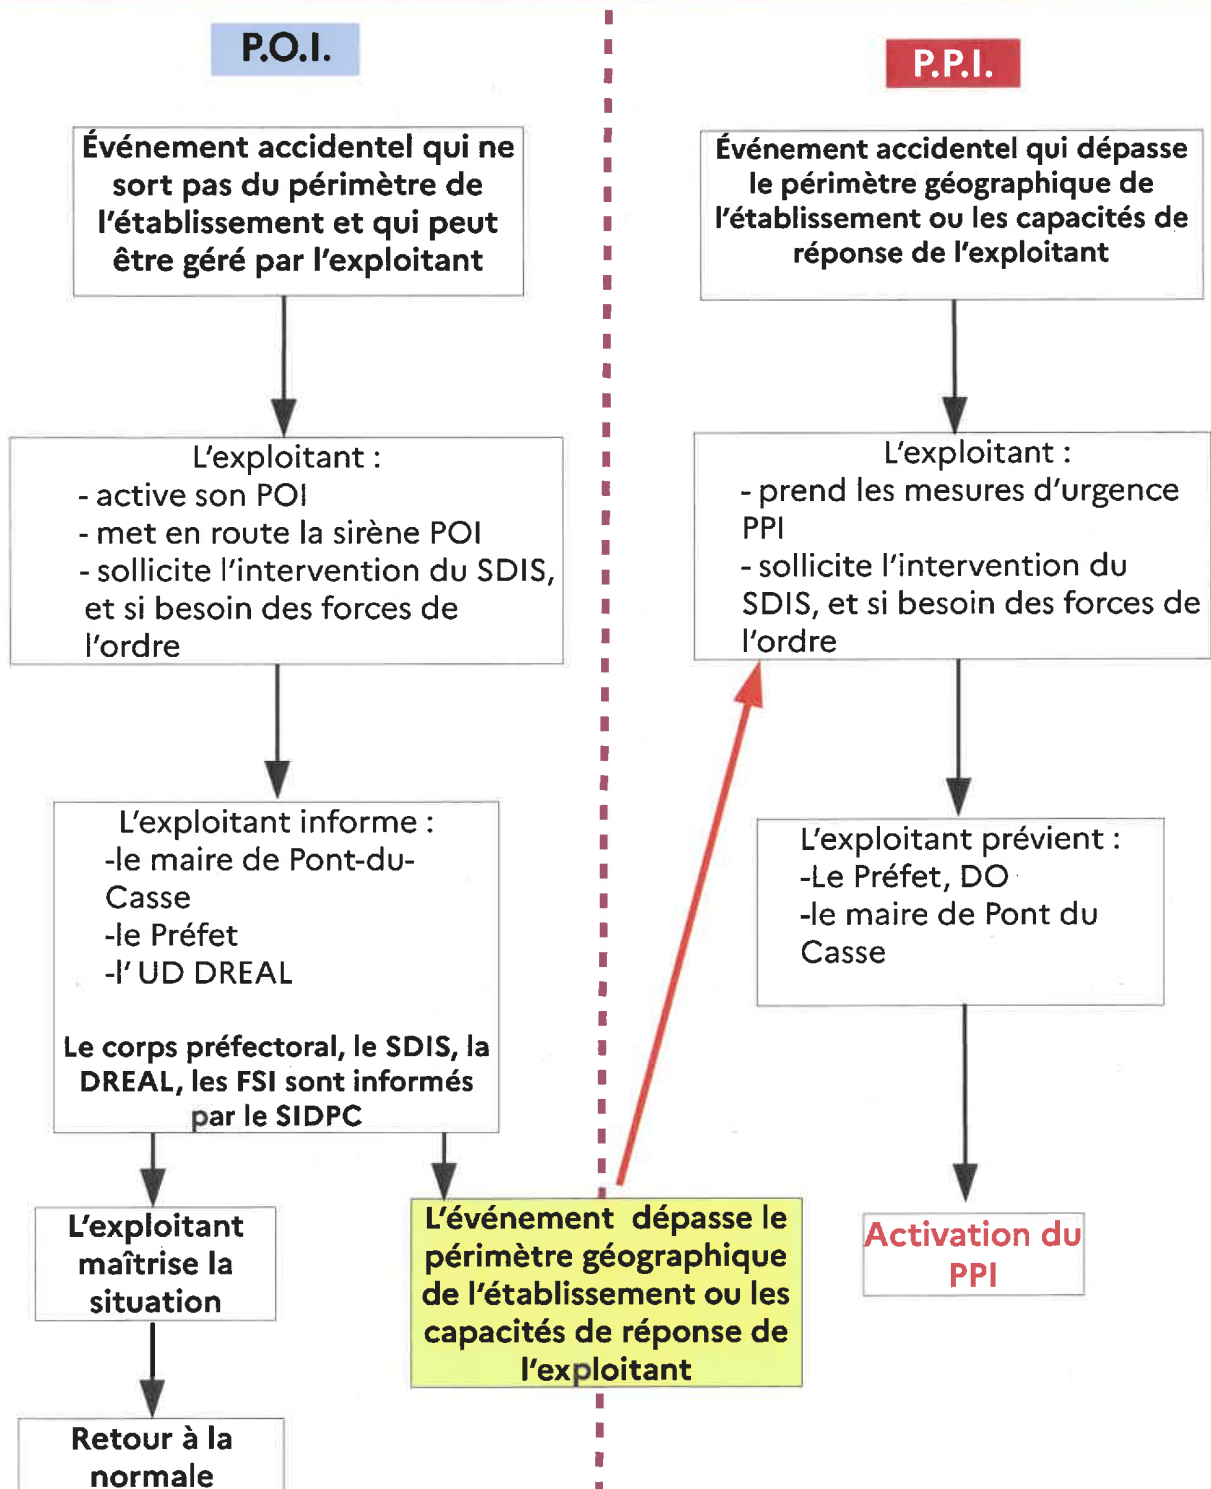 P.O.I.
Événement accidentel qui ne
sort pas du périmètre de
l'établissement et qui peut
être géré par l'exploitant
L'exploitant :
- active son POI
- met en route la sirène POI
- sollicite l'intervention du SDIS,
et si besoin des forces de
l'ordre
L'exploitant informe :
-le maire de Pont-du-
Casse
-le Préfet
-l' UD DREAL
Le corps préfectoral, le SDIS, la
DREAL, les FSI sont informés
par le SIDPC
L'exploitant
maîtrise la
situation
Retour à la
normale
L'événement dépasse le
périmètre géographique
de l'établissement ou les
capacités de réponse de
l'exploitant
P.P.I.
Événement accidentel qui dépasse
le périmètre géographique de
l'établissement ou les capacités de
réponse de l'exploitant
L'exploitant :
- prend les mesures d'urgence
PPI
- sollicite l'intervention du
SDIS, et si besoin des forces de
l'ordre
L'exploitant prévient :
-Le Préfet, DO
-le maire de Pont du
Casse
Activation du
PPI